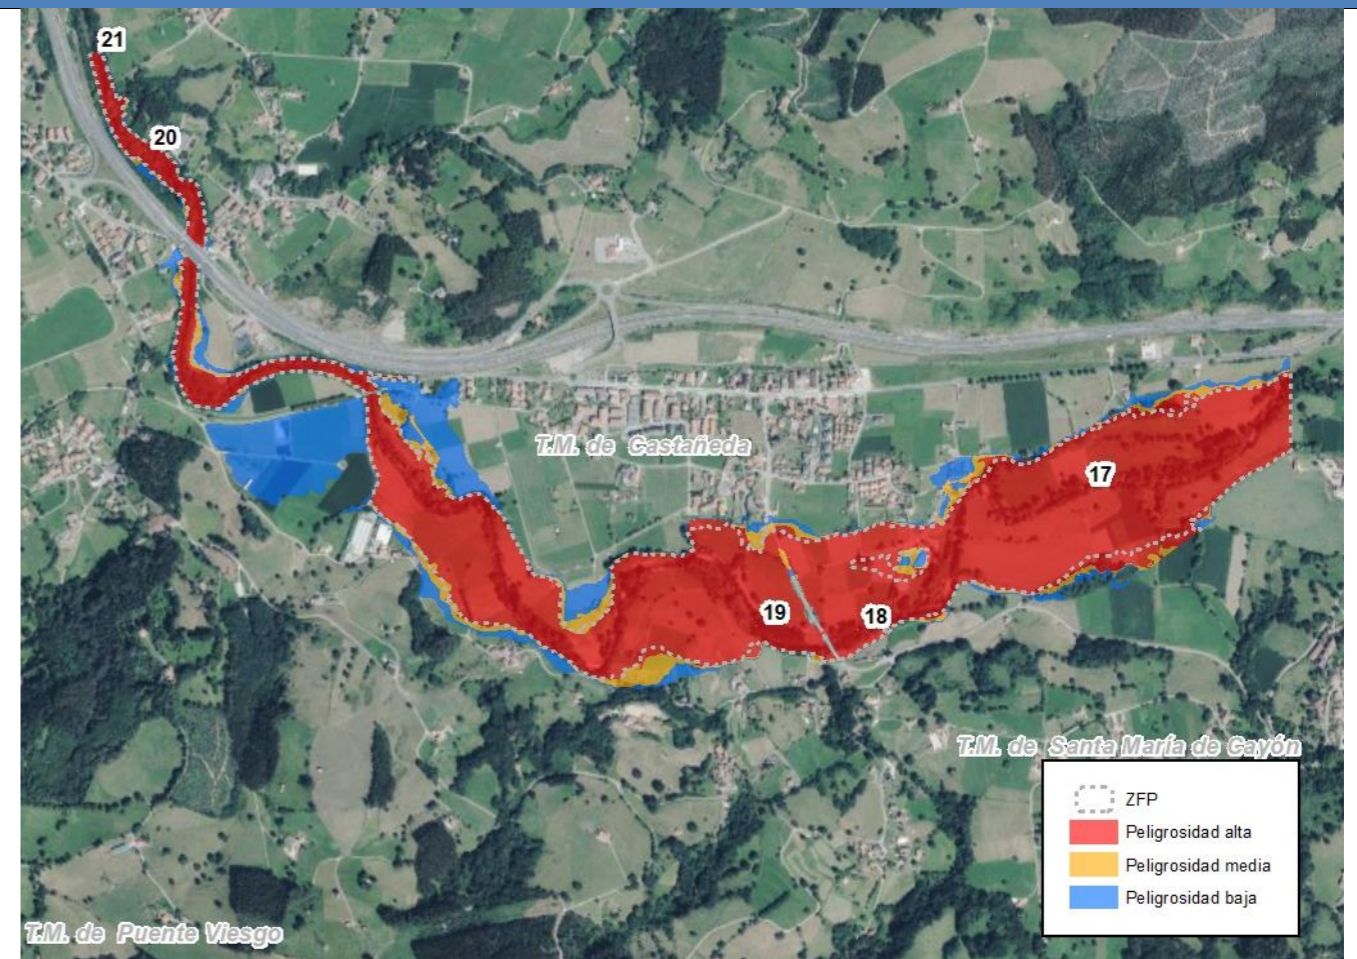 21
20
T.M. de Castañeda
17
19
18
T.M. de Santa María de Cayón
ZFP
Peligrosidad alta
Peligrosidad media
Peligrosidad baja
T.M. de Puente Viesgo